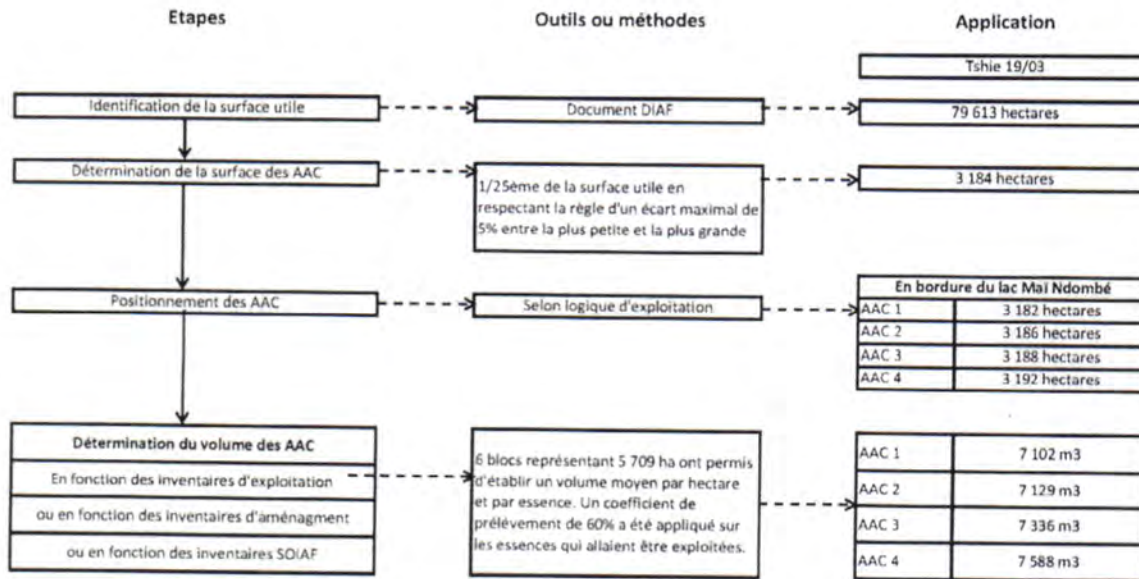 Etapes
Outils ou méthodes
Application
Tshie 19/03
Identification de la surface utile
Document DIAF
79 613 hectares
Détermination de la surface des AAC
1/25ème de la surface utile en
respectant la règle d'un écart maximal de
5% entre la plus petite et la plus grande
3 184 hectares
Positionnement des AAC
Selon logique d'exploitation
En bordure du lac Maï Ndombé
AAC 1 3 182 hectares
AAC 2 3 186 hectares
AAC 3 3 188 hectares
AAC 4 3 192 hectares
Détermination du volume des AAC
En fonction des inventaires d'exploitation
ou en fonction des inventaires d'aménagment
ou en fonction des inventaires SOIAF
6 blocs représentant 5 709 ha ont permis
d'établir un volume moyen par hectare
et par essence. Un coefficient de
prélévement de 60% a été appliqué sur
les essences qui allaient être exploitées.
AAC 1 7 102 m3
AAC 2 7 129 m3
AAC 3 7 336 m3
AAC 4 7 588 m3